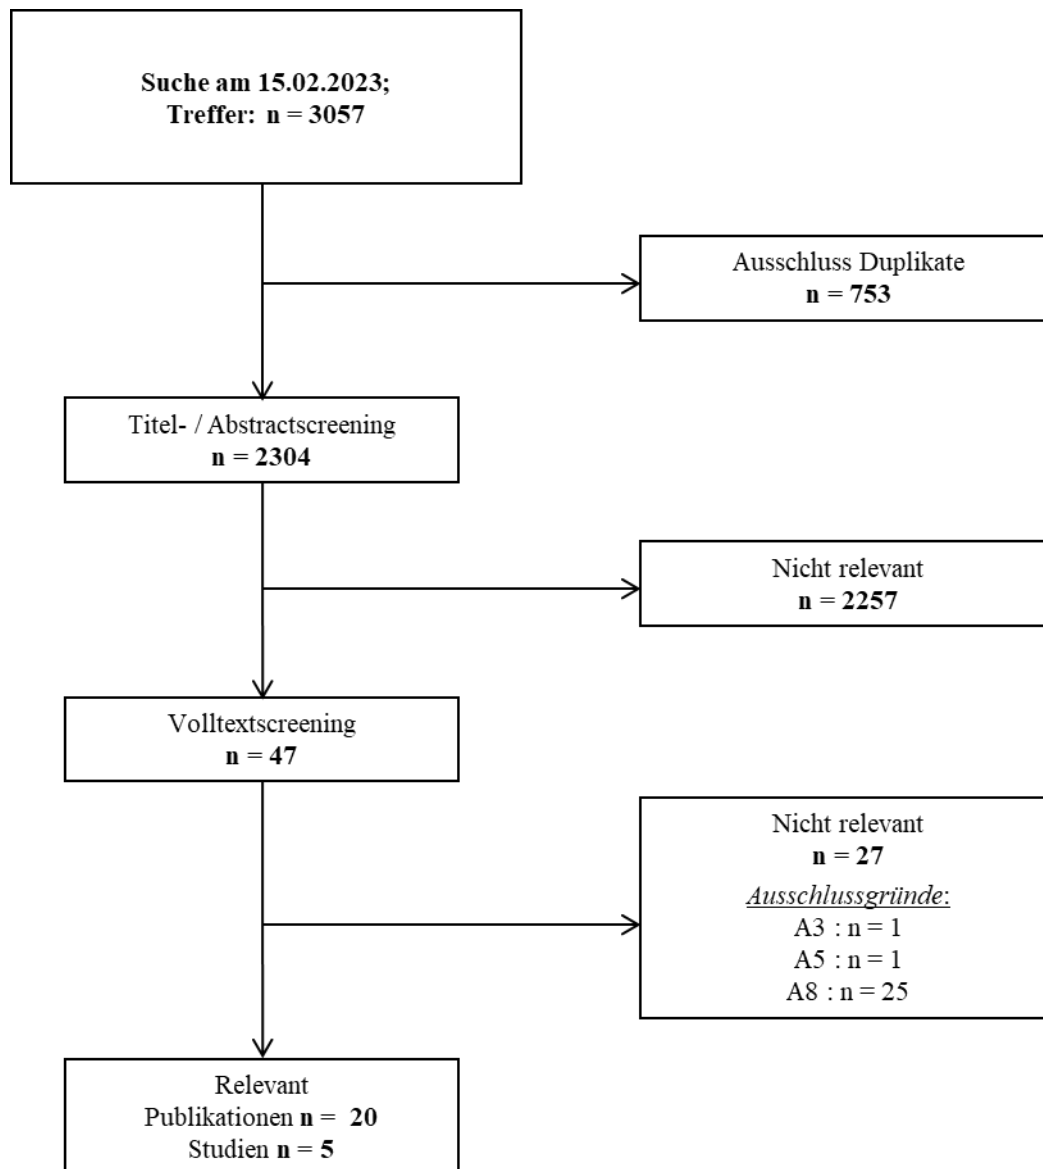 Suche am 15.02.2023;
Treffer: n = 3057
Ausschluss Duplikate
n = 753
Titel- / Abstractscreening
n = 2304
Nicht relevant
n = 2257
Volltextscreening
n = 47
Nicht relevant
n = 27
Ausschlussgründe:
A3 : n = 1
A5 : n = 1
A8 : n = 25
Relevant
Publikationen n = 20
Studien n = 5